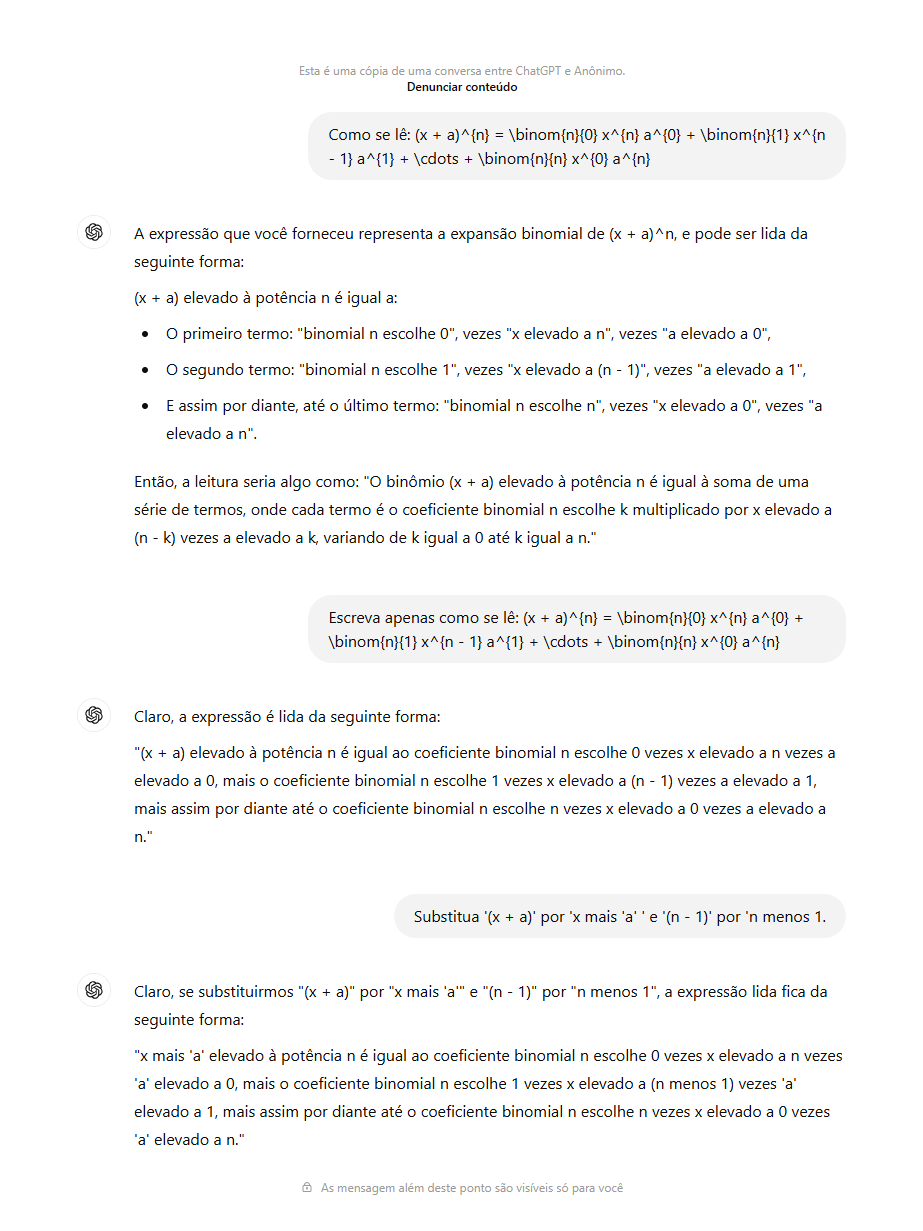 Esta é uma cópia de uma conversa entre ChatGPT e Anônimo.
Denunciar conteúdo
Como se lê: (x + a)^{n} = \binom{n}{0} x^{n} a^{0} + \binom{n}{1} x^{n
- 1} a^{1} + \cdots + \binom{n}{n} x^{0} a^{n}
A expressão que você forneceu representa a expansão binomial de (x + a)^n, e pode ser lida da
seguinte forma:
(x + a) elevado à potência n é igual a:
• O primeiro termo: "binomial n escolhe 0", vezes "x elevado a n", vezes "a elevado a 0",
• O segundo termo: "binomial n escolhe 1", vezes "x elevado a (n - 1)", vezes "a elevado a 1",
• E assim por diante, até o último termo: "binomial n escolhe n", vezes "x elevado a 0", vezes "a
elevado a n".
Então, a leitura seria algo como: "O binômio (x + a) elevado à potência n é igual à soma de uma
série de termos, onde cada termo é o coeficiente binomial n escolhe k multiplicado por x elevado a
(n - k) vezes a elevado a k, variando de k igual a 0 até k igual a n."
Escreva apenas como se lê: (x + a)^{n} = \binom{n}{0} x^{n} a^{0} +
\binom{n}{1} x^{n - 1} a^{1} + \cdots + \binom{n}{n} x^{0} a^{n}
Claro, a expressão é lida da seguinte forma:
"(x + a) elevado à potência n é igual ao coeficiente binomial n escolhe 0 vezes x elevado a n vezes a
elevado a 0, mais o coeficiente binomial n escolhe 1 vezes x elevado a (n - 1) vezes a elevado a 1,
mais assim por diante até o coeficiente binomial n escolhe n vezes x elevado a 0 vezes a elevado a
n."
Substitua '(x + a)' por 'x mais 'a' ' e '(n - 1)' por 'n menos 1.
Claro, se substituirmos "(x + a)" por "x mais 'a'" e "(n - 1)" por "n menos 1", a expressão lida fica da
seguinte forma:
"x mais 'a' elevado à potência n é igual ao coeficiente binomial n escolhe 0 vezes x elevado a n vezes
'a' elevado a 0, mais o coeficiente binomial n escolhe 1 vezes x elevado a (n menos 1) vezes 'a'
elevado a 1, mais assim por diante até o coeficiente binomial n escolhe n vezes x elevado a 0 vezes
'a' elevado a n."
As mensagem além deste ponto são visíveis só para você